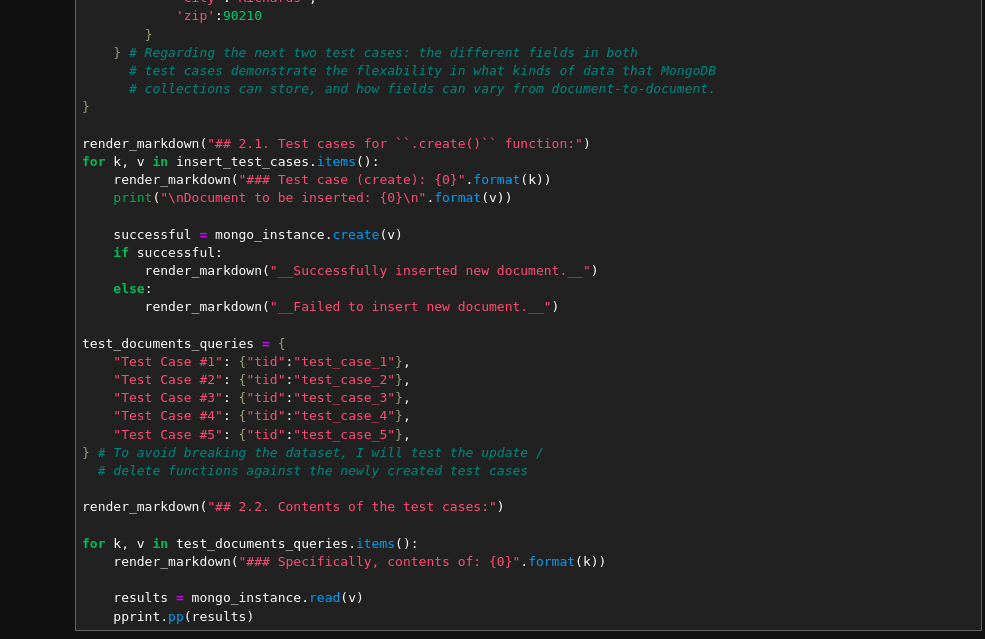 'zip':90210
}
} # Regarding the next two test cases: the different fields in both
# test cases demonstrate the flexability in what kinds of data that MongoDB
# collections can store, and how fields can vary from document-to-document.
}
render_markdown("## 2.1. Test cases for ``.create()`` function:")
for k, v in insert_test_cases.items():
render_markdown("### Test case (create): {0}".format(k))
print("\nDocument to be inserted: {0}\n".format(v))
successful = mongo_instance.create(v)
if successful:
render_markdown("__Successfully inserted new document.__")
else:
render_markdown("__Failed to insert new document.__")
test_documents_queries = {
"Test Case #1": {"tid":"test_case_1"},
"Test Case #2": {"tid":"test_case_2"},
"Test Case #3": {"tid":"test_case_3"},
"Test Case #4": {"tid":"test_case_4"},
"Test Case #5": {"tid":"test_case_5"},
} # To avoid breaking the dataset, I will test the update /
# delete functions against the newly created test cases
render_markdown("## 2.2. Contents of the test cases:")
for k, v in test_documents_queries.items():
render_markdown("### Specifically, contents of: {0}".format(k))
results = mongo_instance.read(v)
pprint.pp(results)